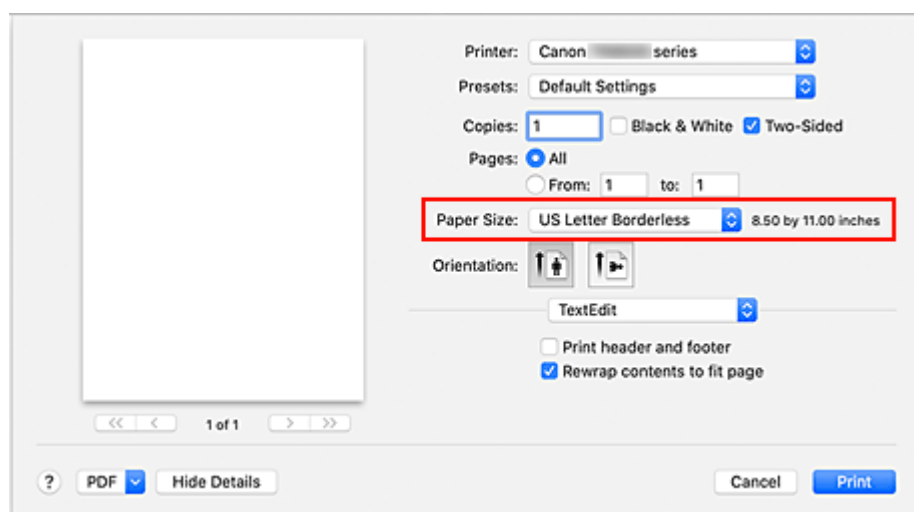 Printer: Canon series
Presets: Default Settings
Copies: 1 Black & White Two-Sided
Pages: All
From: 1 to: 1
Paper Size: US Letter Borderless 8.50 by 11.00 inches
Orientation:
TextEdit
Print header and footer
Rewrap contents to fit page
<< < 1 of 1 > >>
? PDF Hide Details Cancel Print